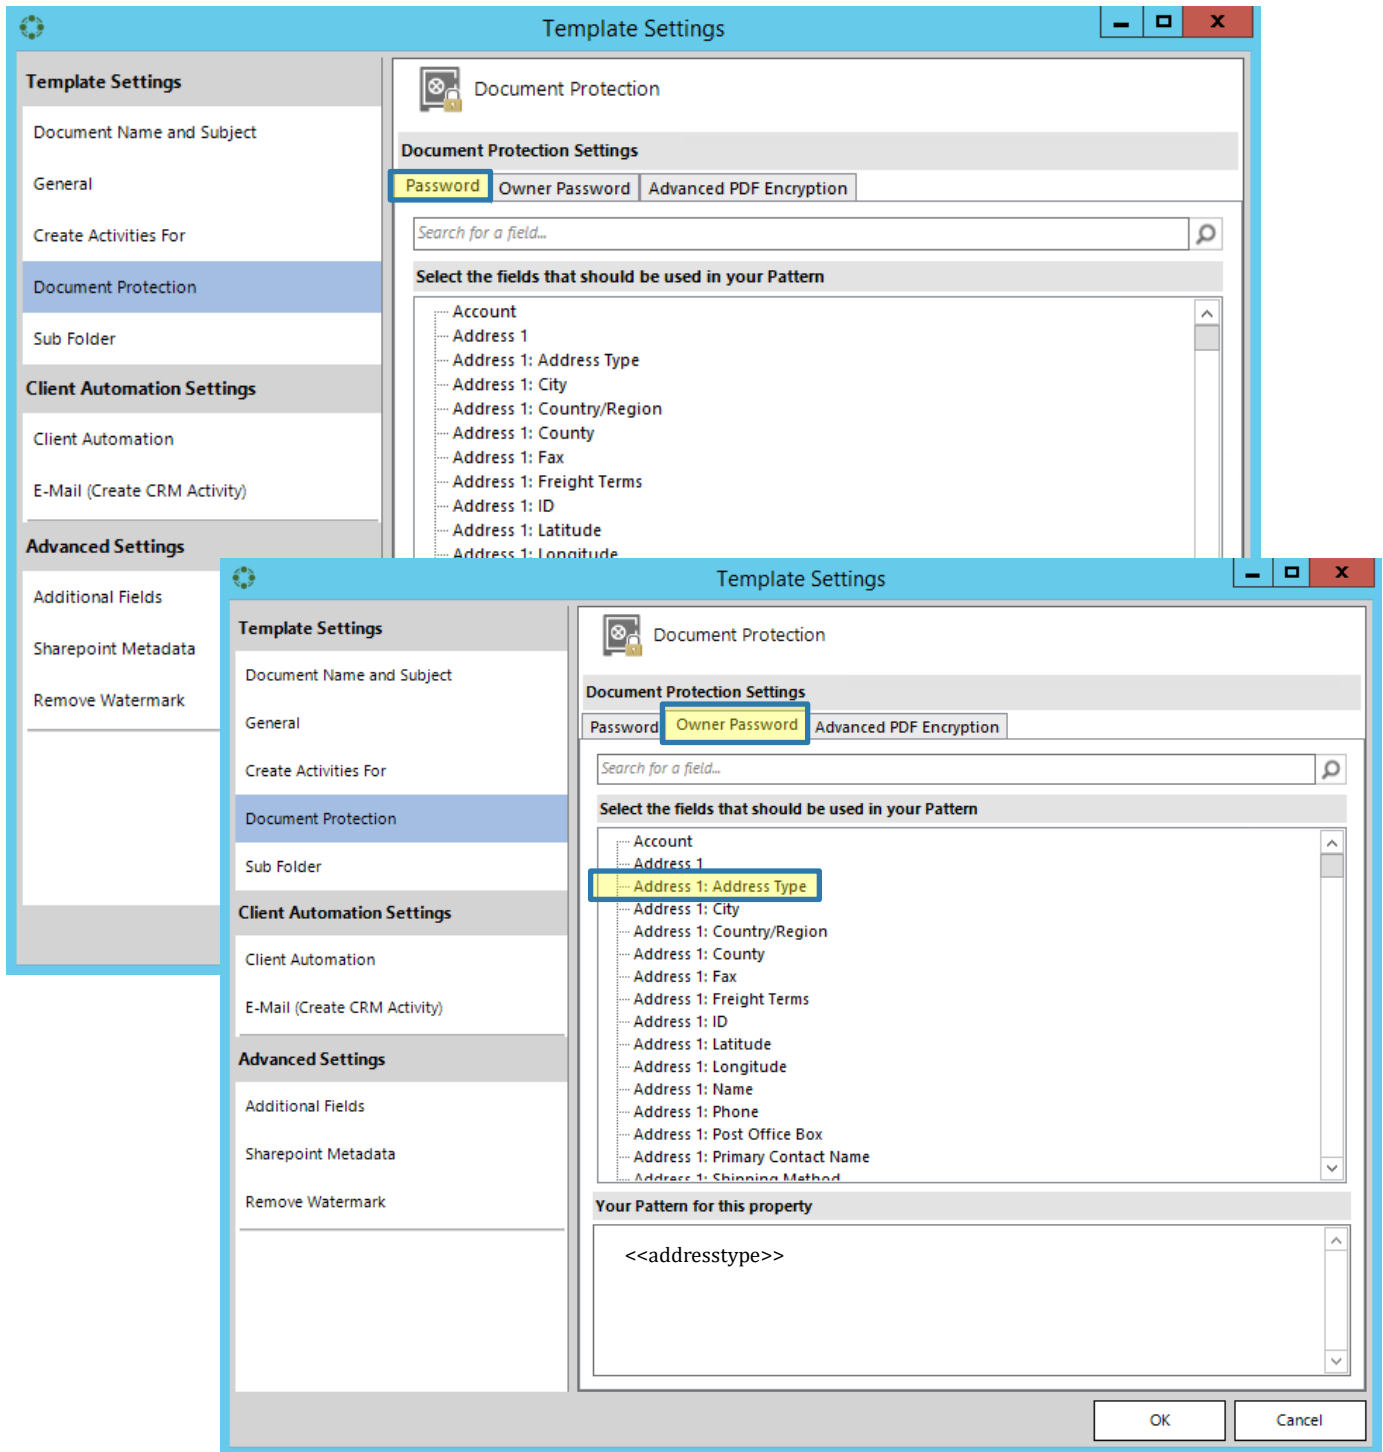 Template Settings
X
Template Settings
Document Name and Subject
General
Create Activities For
Document Protection
Sub Folder
Client Automation Settings
Client Automation
E-Mail (Create CRM Activity)
Advanced Settings
Additional Fields
Sharepoint Metadata
Remove Watermark
Document Protection
Document Protection Settings
Password Owner Password Advanced PDF Encryption
Search for a field...
Select the fields that should be used in your Pattern
Account
Address 1
Address 1: Address Type
Address 1: City
Address 1: Country/Region
Address 1: County
Address 1: Fax
Address 1: Freight Terms
Address 1: ID
Address 1: Latitude
Address 1: Longitude
Template Settings
X
Template Settings
Document Name and Subject
General
Create Activities For
Document Protection
Sub Folder
Client Automation Settings
Client Automation
E-Mail (Create CRM Activity)
Advanced Settings
Additional Fields
Sharepoint Metadata
Remove Watermark
Document Protection
Document Protection Settings
Password Owner Password Advanced PDF Encryption
Search for a field...
Select the fields that should be used in your Pattern
Account
Address 1
Address 1: Address Type
Address 1: City
Address 1: Country/Region
Address 1: County
Address 1: Fax
Address 1: Freight Terms
Address 1: ID
Address 1: Latitude
Address 1: Longitude
Address 1: Name
Address 1: Phone
Address 1: Post Office Box
Address 1: Primary Contact Name
Address 1: Shipping Method
Your Pattern for this property
<<addresstype>>
OK
Cancel